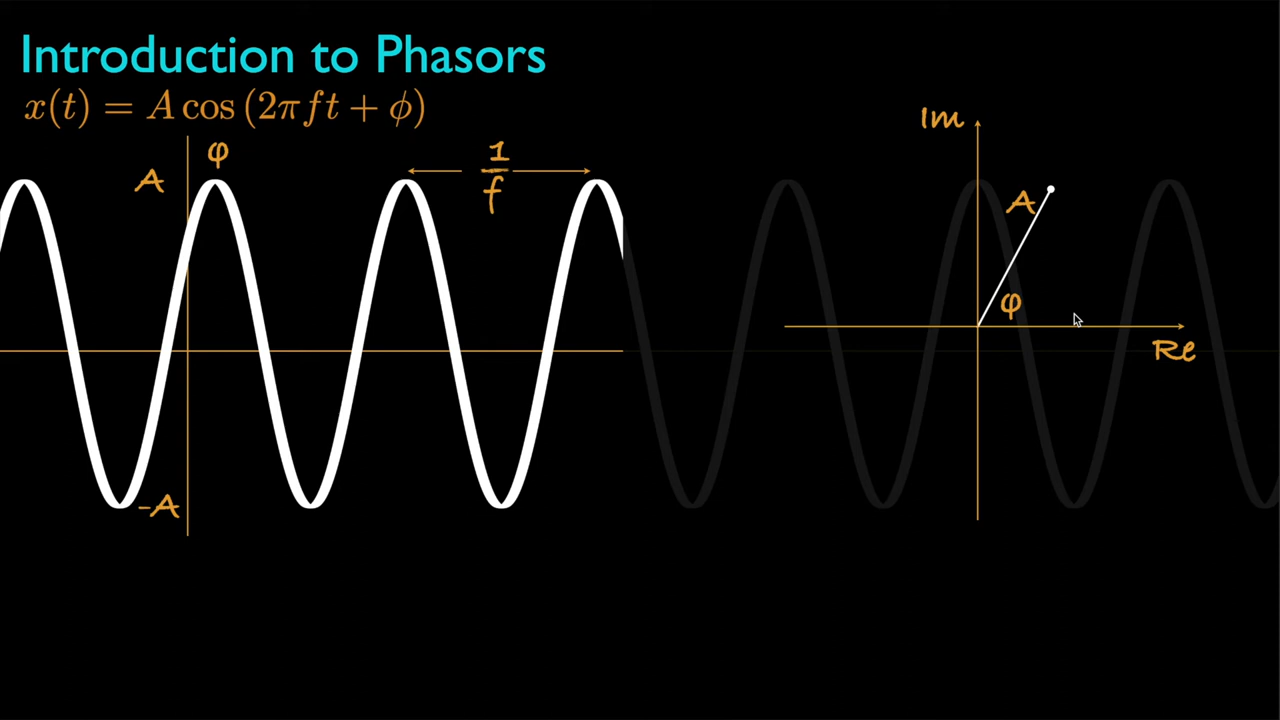 Introduction to Phasors
x(t) = A cos (2πft + ϕ)
φ
A
1
f
-A
Im
A
φ
Re